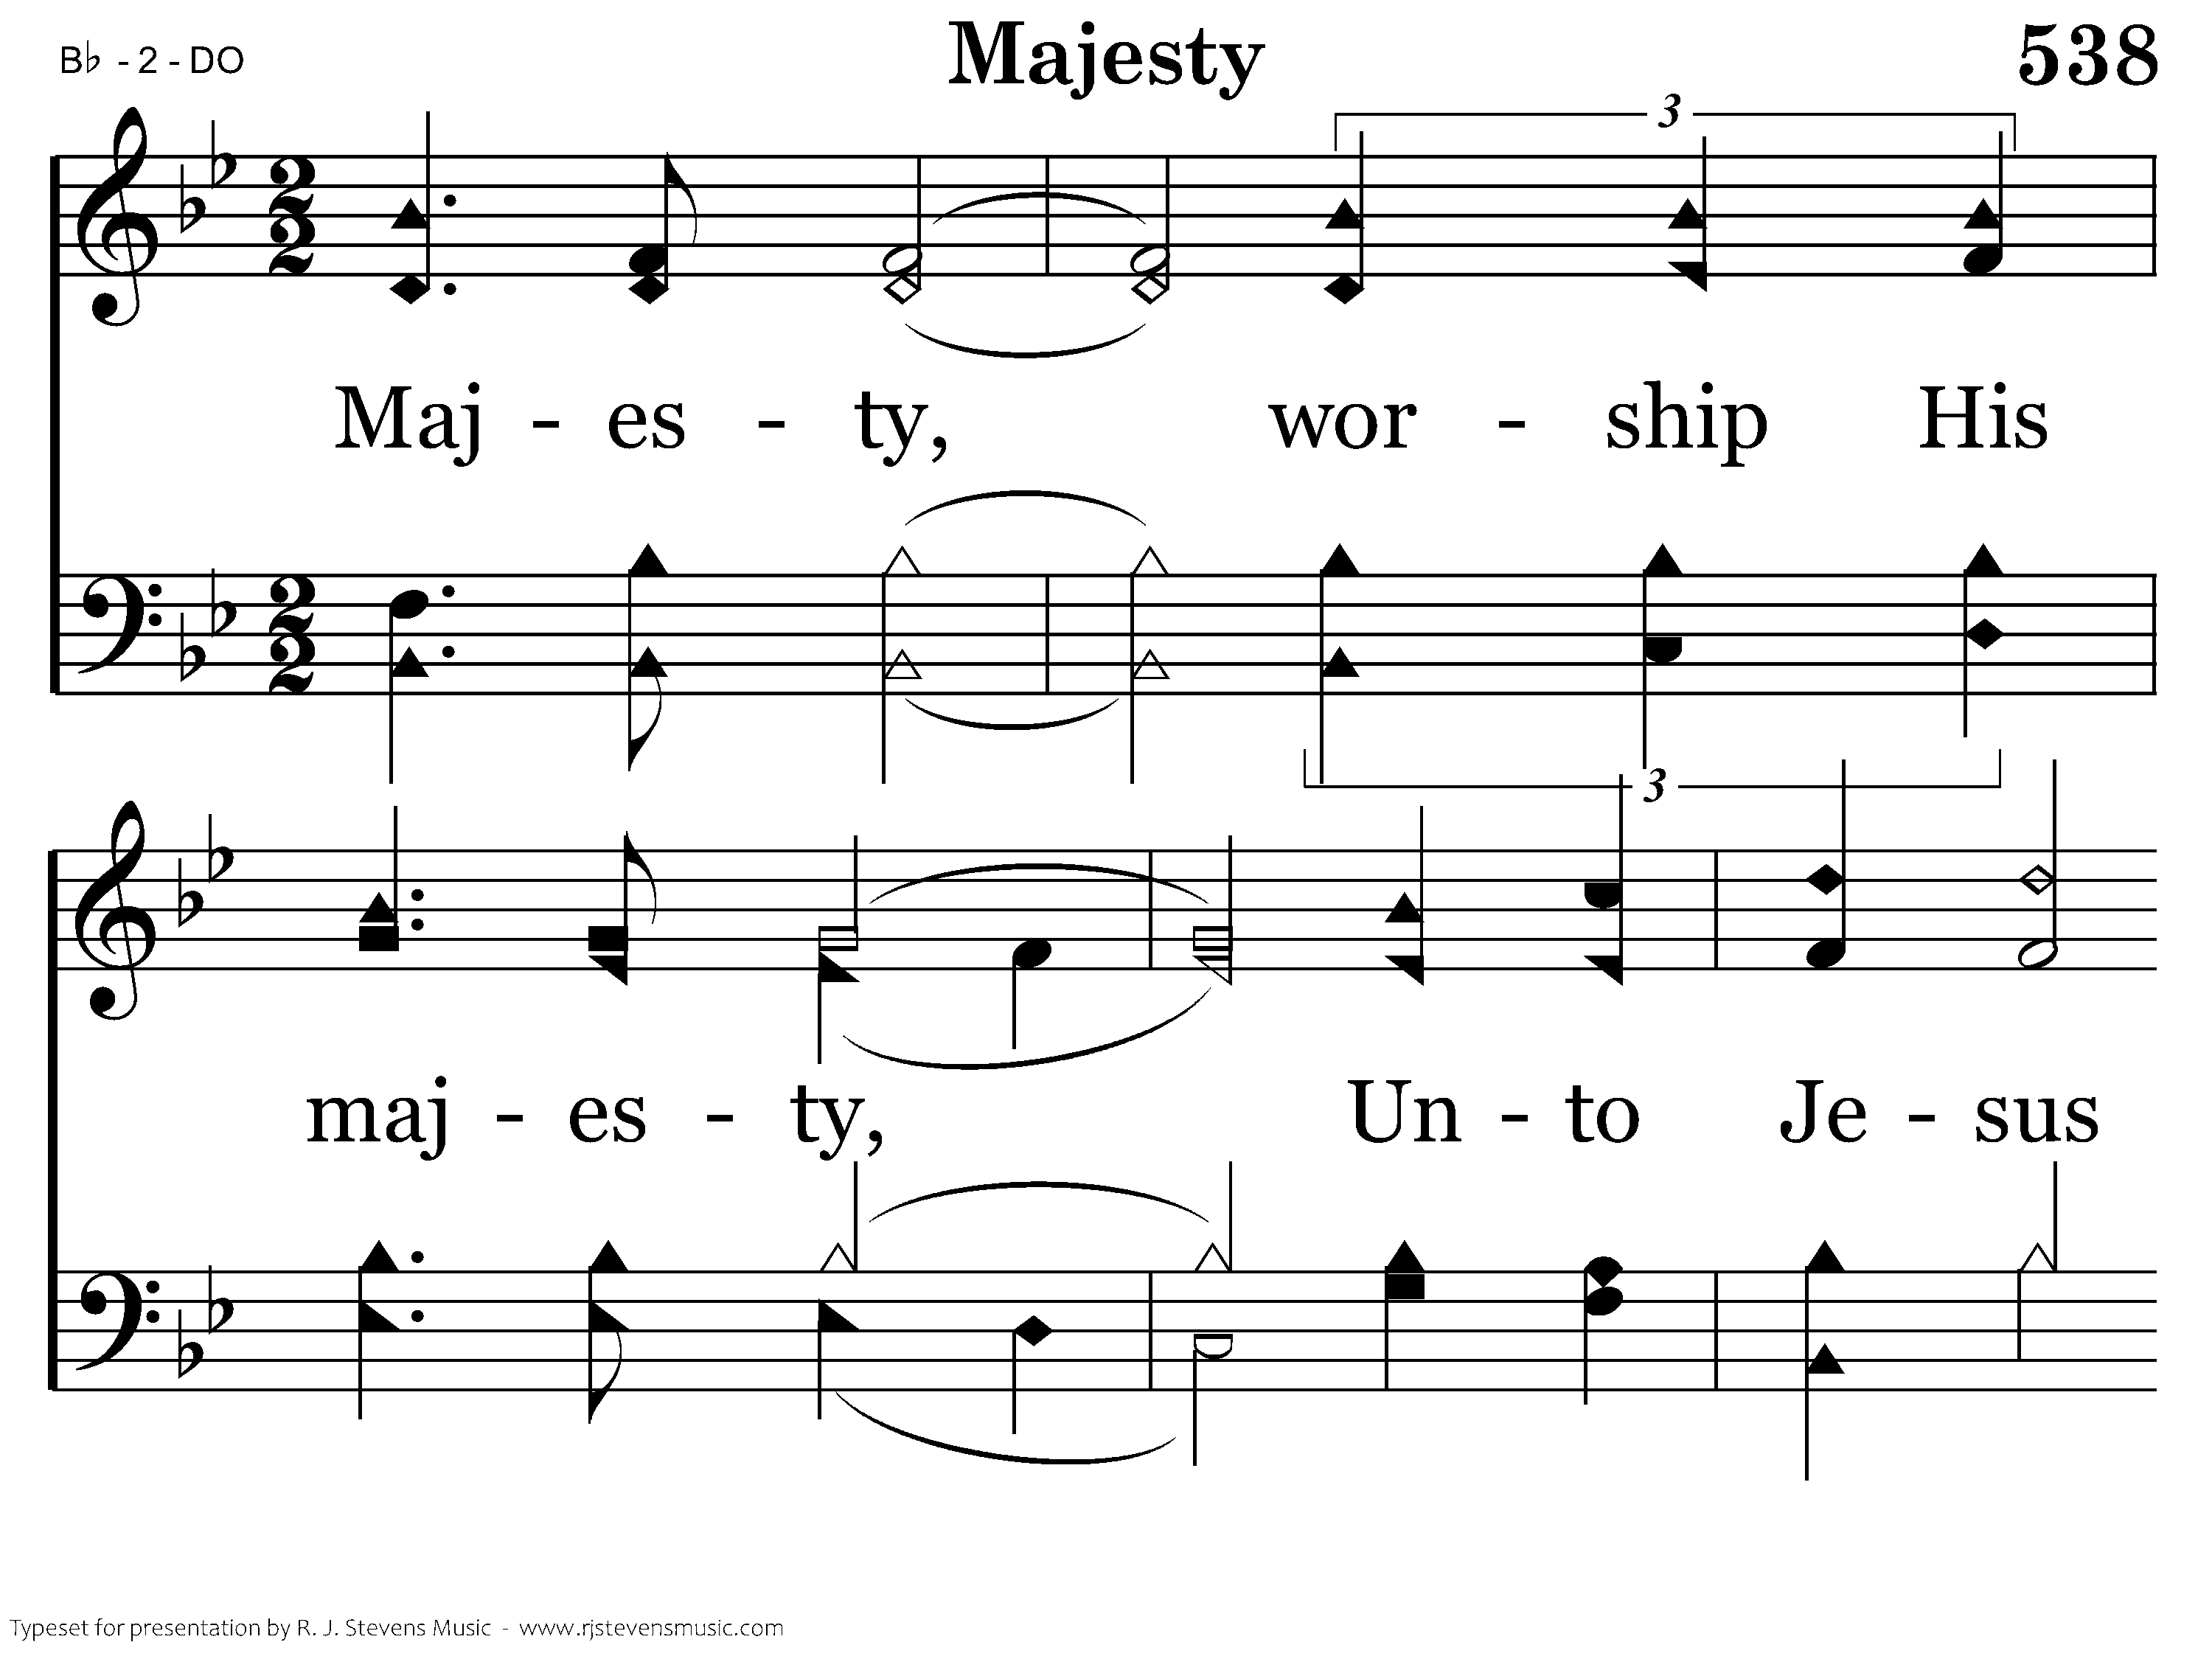 B♭ - 2 - DO
Majesty
538
3
Maj - es - ty, wor - ship His
3
maj - es - ty, Un - to Je - sus
Typeset for presentation by R. J. Stevens Music - www.rjstevensmusic.com